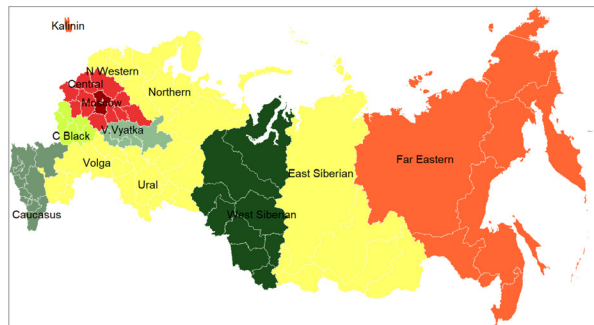 Kalinin
N Western
Central
Northern
Moscow
C Black
V.Vyatka
Volga
Far Eastern
East Siberian
Ural
Caucasus
West Siberian